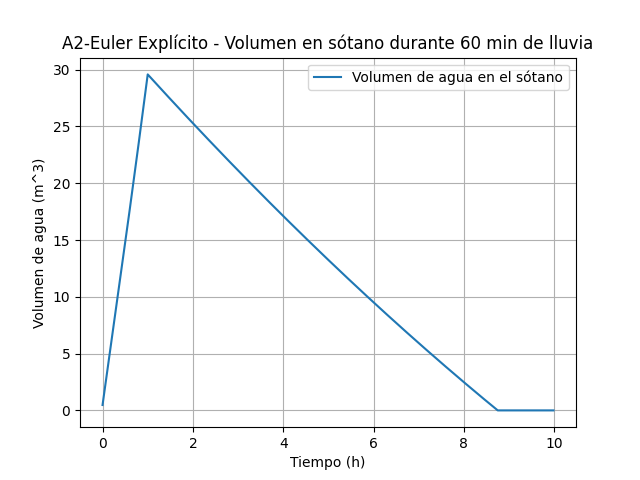 A2-Euler Explícito - Volumen en sótano durante 60 min de lluvia
Volumen de agua en el sótano
Volumen de agua (m^3)
30
25
20
15
10
5
0
0 2 4 6 8 10
Tiempo (h)